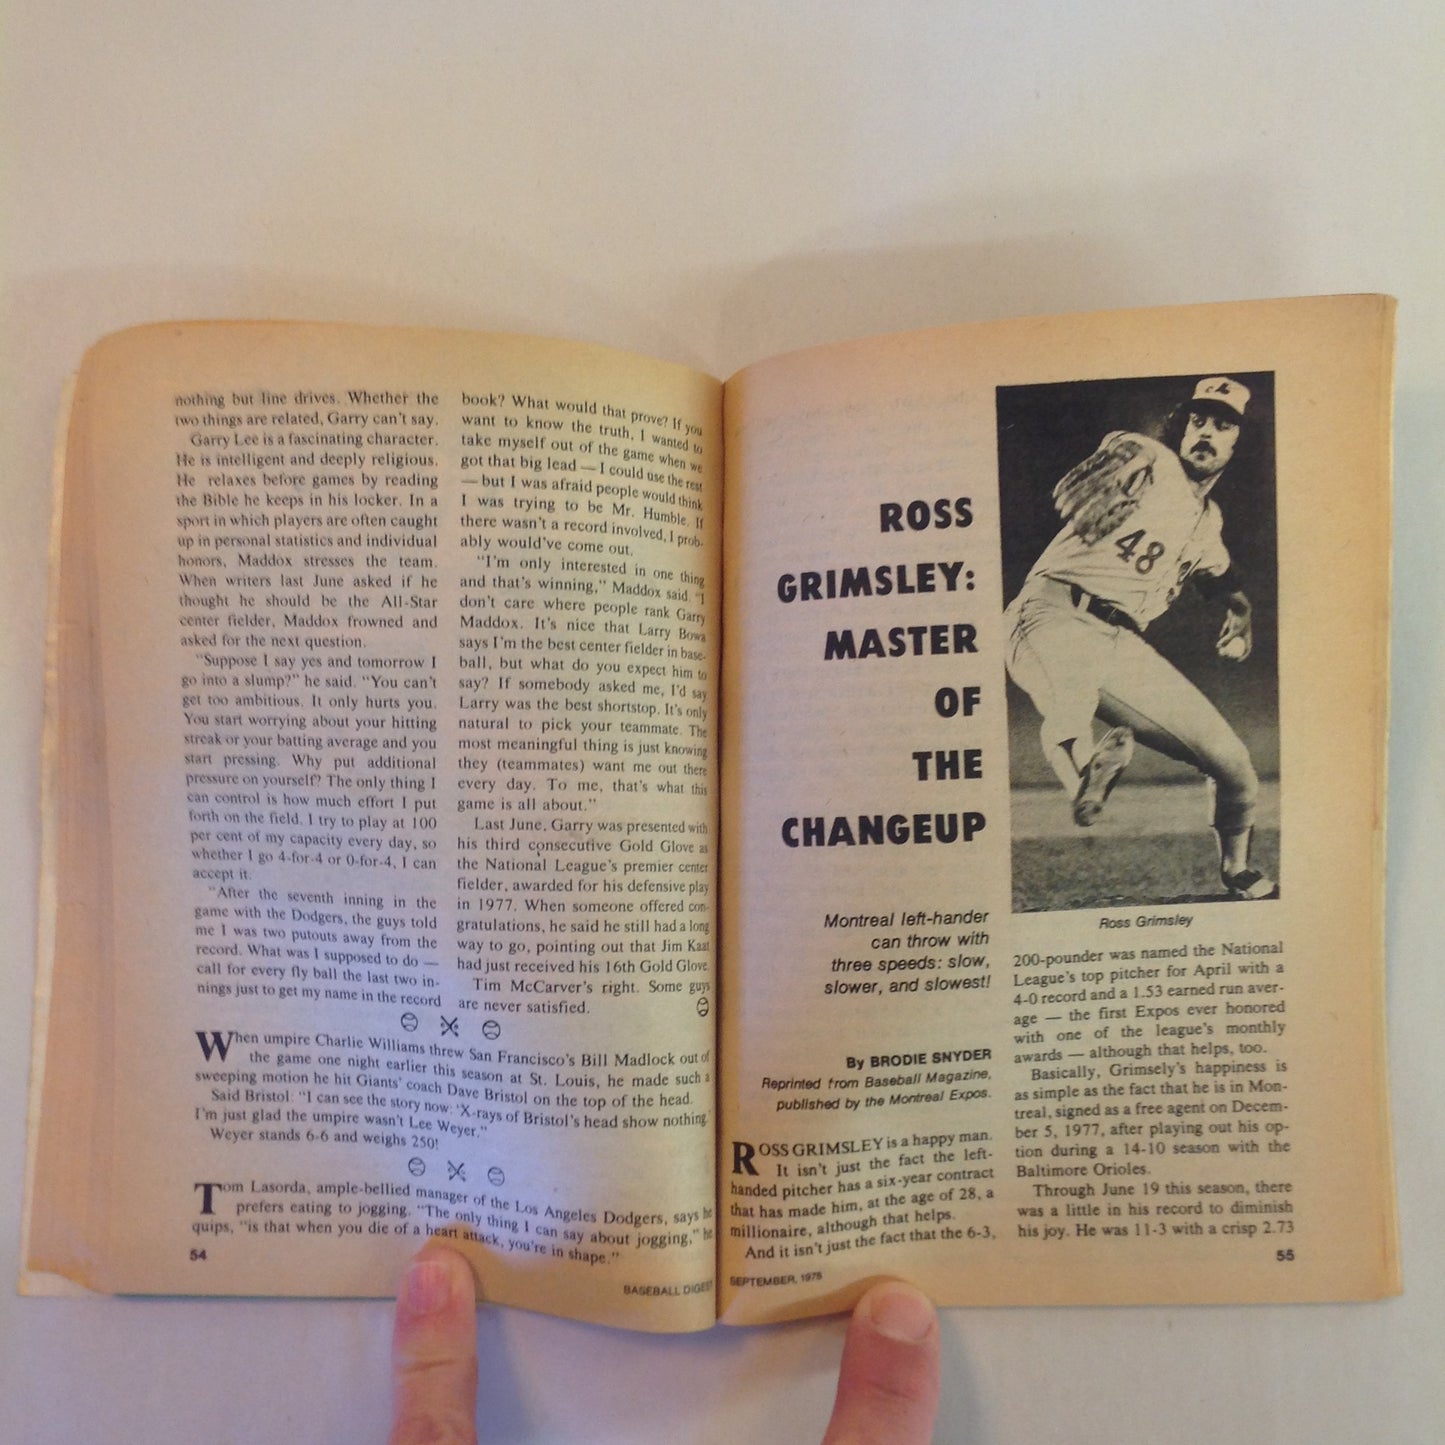 nothing but line drives. Whether the
two things are related, Garry can't say.
Garry Lee is a fascinating character.
He is intelligent and deeply religious.
He relaxes before games by reading
the Bible he keeps in his locker. In a
sport in which players are often caught
up in personal statistics and individual
honors, Maddox stresses the team.
When writers last June asked if he
thought he should be the All-Star
center fielder, Maddox frowned and
asked for the next question.
"Suppose I say yes and tomorrow I
go into a slump?" he said. "You can't
get too ambitious. It only hurts you.
You start worrying about your hitting
streak or your batting average and you
start pressing. Why put additional
pressure on yourself? The only thing I
can control is how much effort I put
forth on the field. I try to play at 100
per cent of my capacity every day, so
whether I go 4-for-4 or 0-for-4, I can
accept it.
"After the seventh inning in the
game with the Dodgers, the guys told
me I was two putouts away from the
record. What was I supposed to do —
call for every fly ball the last two in-
nings just to get my name in the record
book? What would that prove? If you
want to know the truth, I wanted to
take myself out of the game when we
got that big lead — I could use the rest
— but I was afraid people would think
I was trying to be Mr. Humble. If
there wasn't a record involved, I prob-
ably would've come out.
"I'm only interested in one thing
and that's winning," Maddox said. "I
don't care where people rank Garry
Maddox. It's nice that Larry Bowa
says I'm the best center fielder in base-
ball, but what do you expect him to
say? If somebody asked me, I'd say
Larry was the best shortstop. It's only
natural to pick your teammate. The
most meaningful thing is just knowing
they (teammates) want me out there
every day. To me, that's what this
game is all about."
Last June, Garry was presented with
his third consecutive Gold Glove as
the National League's premier center
fielder, awarded for his defensive play
in 1977. When someone offered con-
gratulations, he said he still had a long
way to go, pointing out that Jim Kaat
had just received his 16th Gold Glove.
Tim McCarver's right. Some guys
are never satisfied.
When umpire Charlie Williams threw San Francisco's Bill Madlock out of
the game one night earlier this season at St. Louis, he made such a
sweeping motion he hit Giants' coach Dave Bristol on the top of the head.
Said Bristol: "I can see the story now: 'X-rays of Bristol's head show nothing.'
I'm just glad the umpire wasn't Lee Weyer."
Weyer stands 6-6 and weighs 250!
Tom Lasorda, ample-bellied manager of the Los Angeles Dodgers, says he
prefers eating to jogging. "The only thing I can say about jogging," he
quips, "is that when you die of a heart attack, you're in shape."
54
BASEBALL DIGEST
ROSS
GRIMSLEY:
MASTER
OF
THE
CHANGEUP
48
Ross Grimsley
Montreal left-hander
can throw with
three speeds: slow,
slower, and slowest!
By BRODIE SNYDER
Reprinted from Baseball Magazine,
published by the Montreal Expos.
ROSS GRIMSLEY is a happy man.
It isn't just the fact the left-
handed pitcher has a six-year contract
that has made him, at the age of 28, a
millionaire, although that helps.
And it isn't just the fact that the 6-3,
200-pounder was named the National
League's top pitcher for April with a
4-0 record and a 1.53 earned run aver-
age — the first Expos ever honored
with one of the league's monthly
awards — although that helps, too.
Basically, Grimsely's happiness is
as simple as the fact that he is in Mon-
treal, signed as a free agent on Decem-
ber 5, 1977, after playing out his op-
tion during a 14-10 season with the
Baltimore Orioles.
Through June 19 this season, there
was a little in his record to diminish
his joy. He was 11-3 with a crisp 2.73
SEPTEMBER, 1978
55